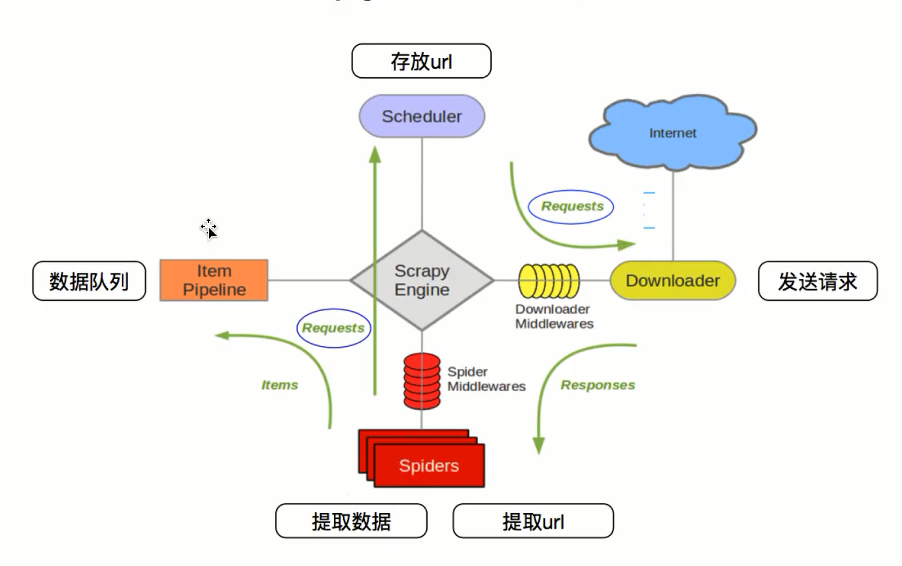 存放url
Scheduler
Internet
Requests
数据队列
Item
Pipeline
Scrapy
Engine
Downloader
发送请求
Downloader
Middlewares
Requests
Items
Spider
Middlewares
Responses
Spiders
提取数据
提取url